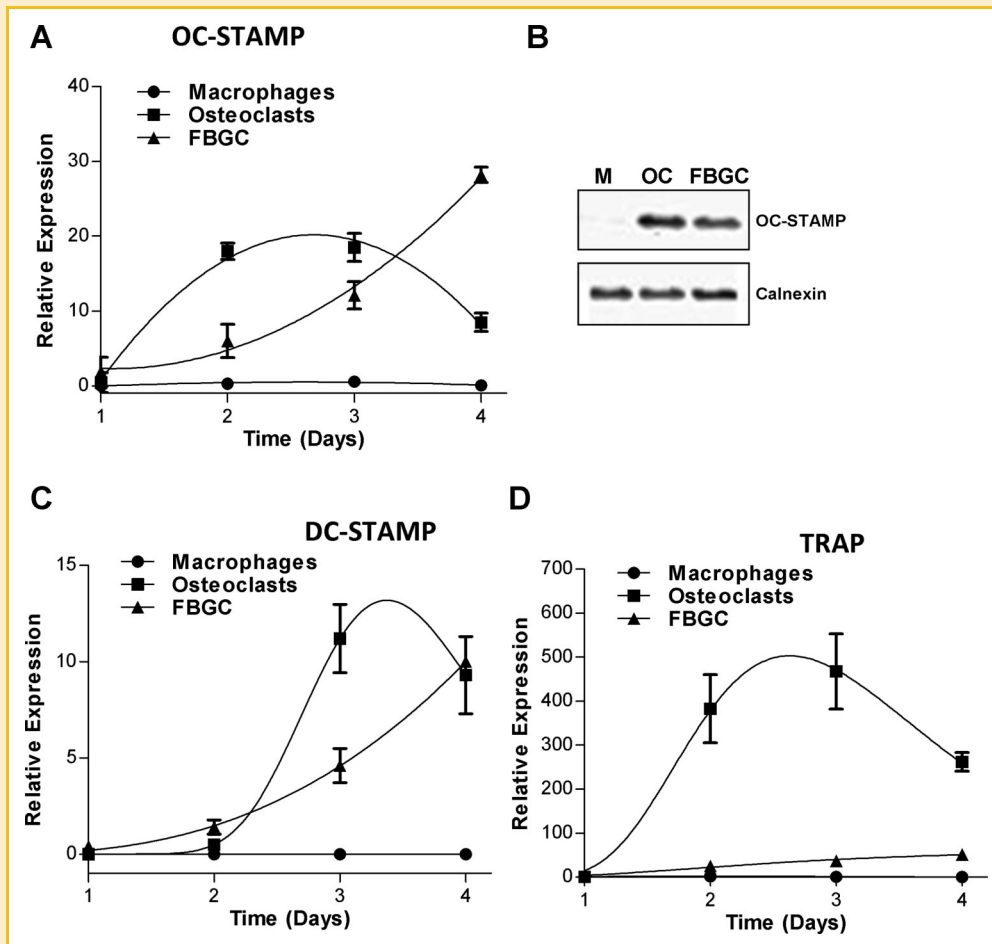 A
OC-STAMP
Macrophages
Osteoclasts
FBGC
40
30
20
10
0
Relative Expression
1 2 3 4
Time (Days)
B
M OC FBGC
OC-STAMP
Calnexin
C
DC-STAMP
Macrophages
Osteoclasts
FBGC
15
10
5
0
Relative Expression
1 2 3 4
Time (Days)
D
TRAP
Macrophages
Osteoclasts
FBGC
700
600
500
400
300
200
100
0
Relative Expression
1 2 3 4
Time (Days)